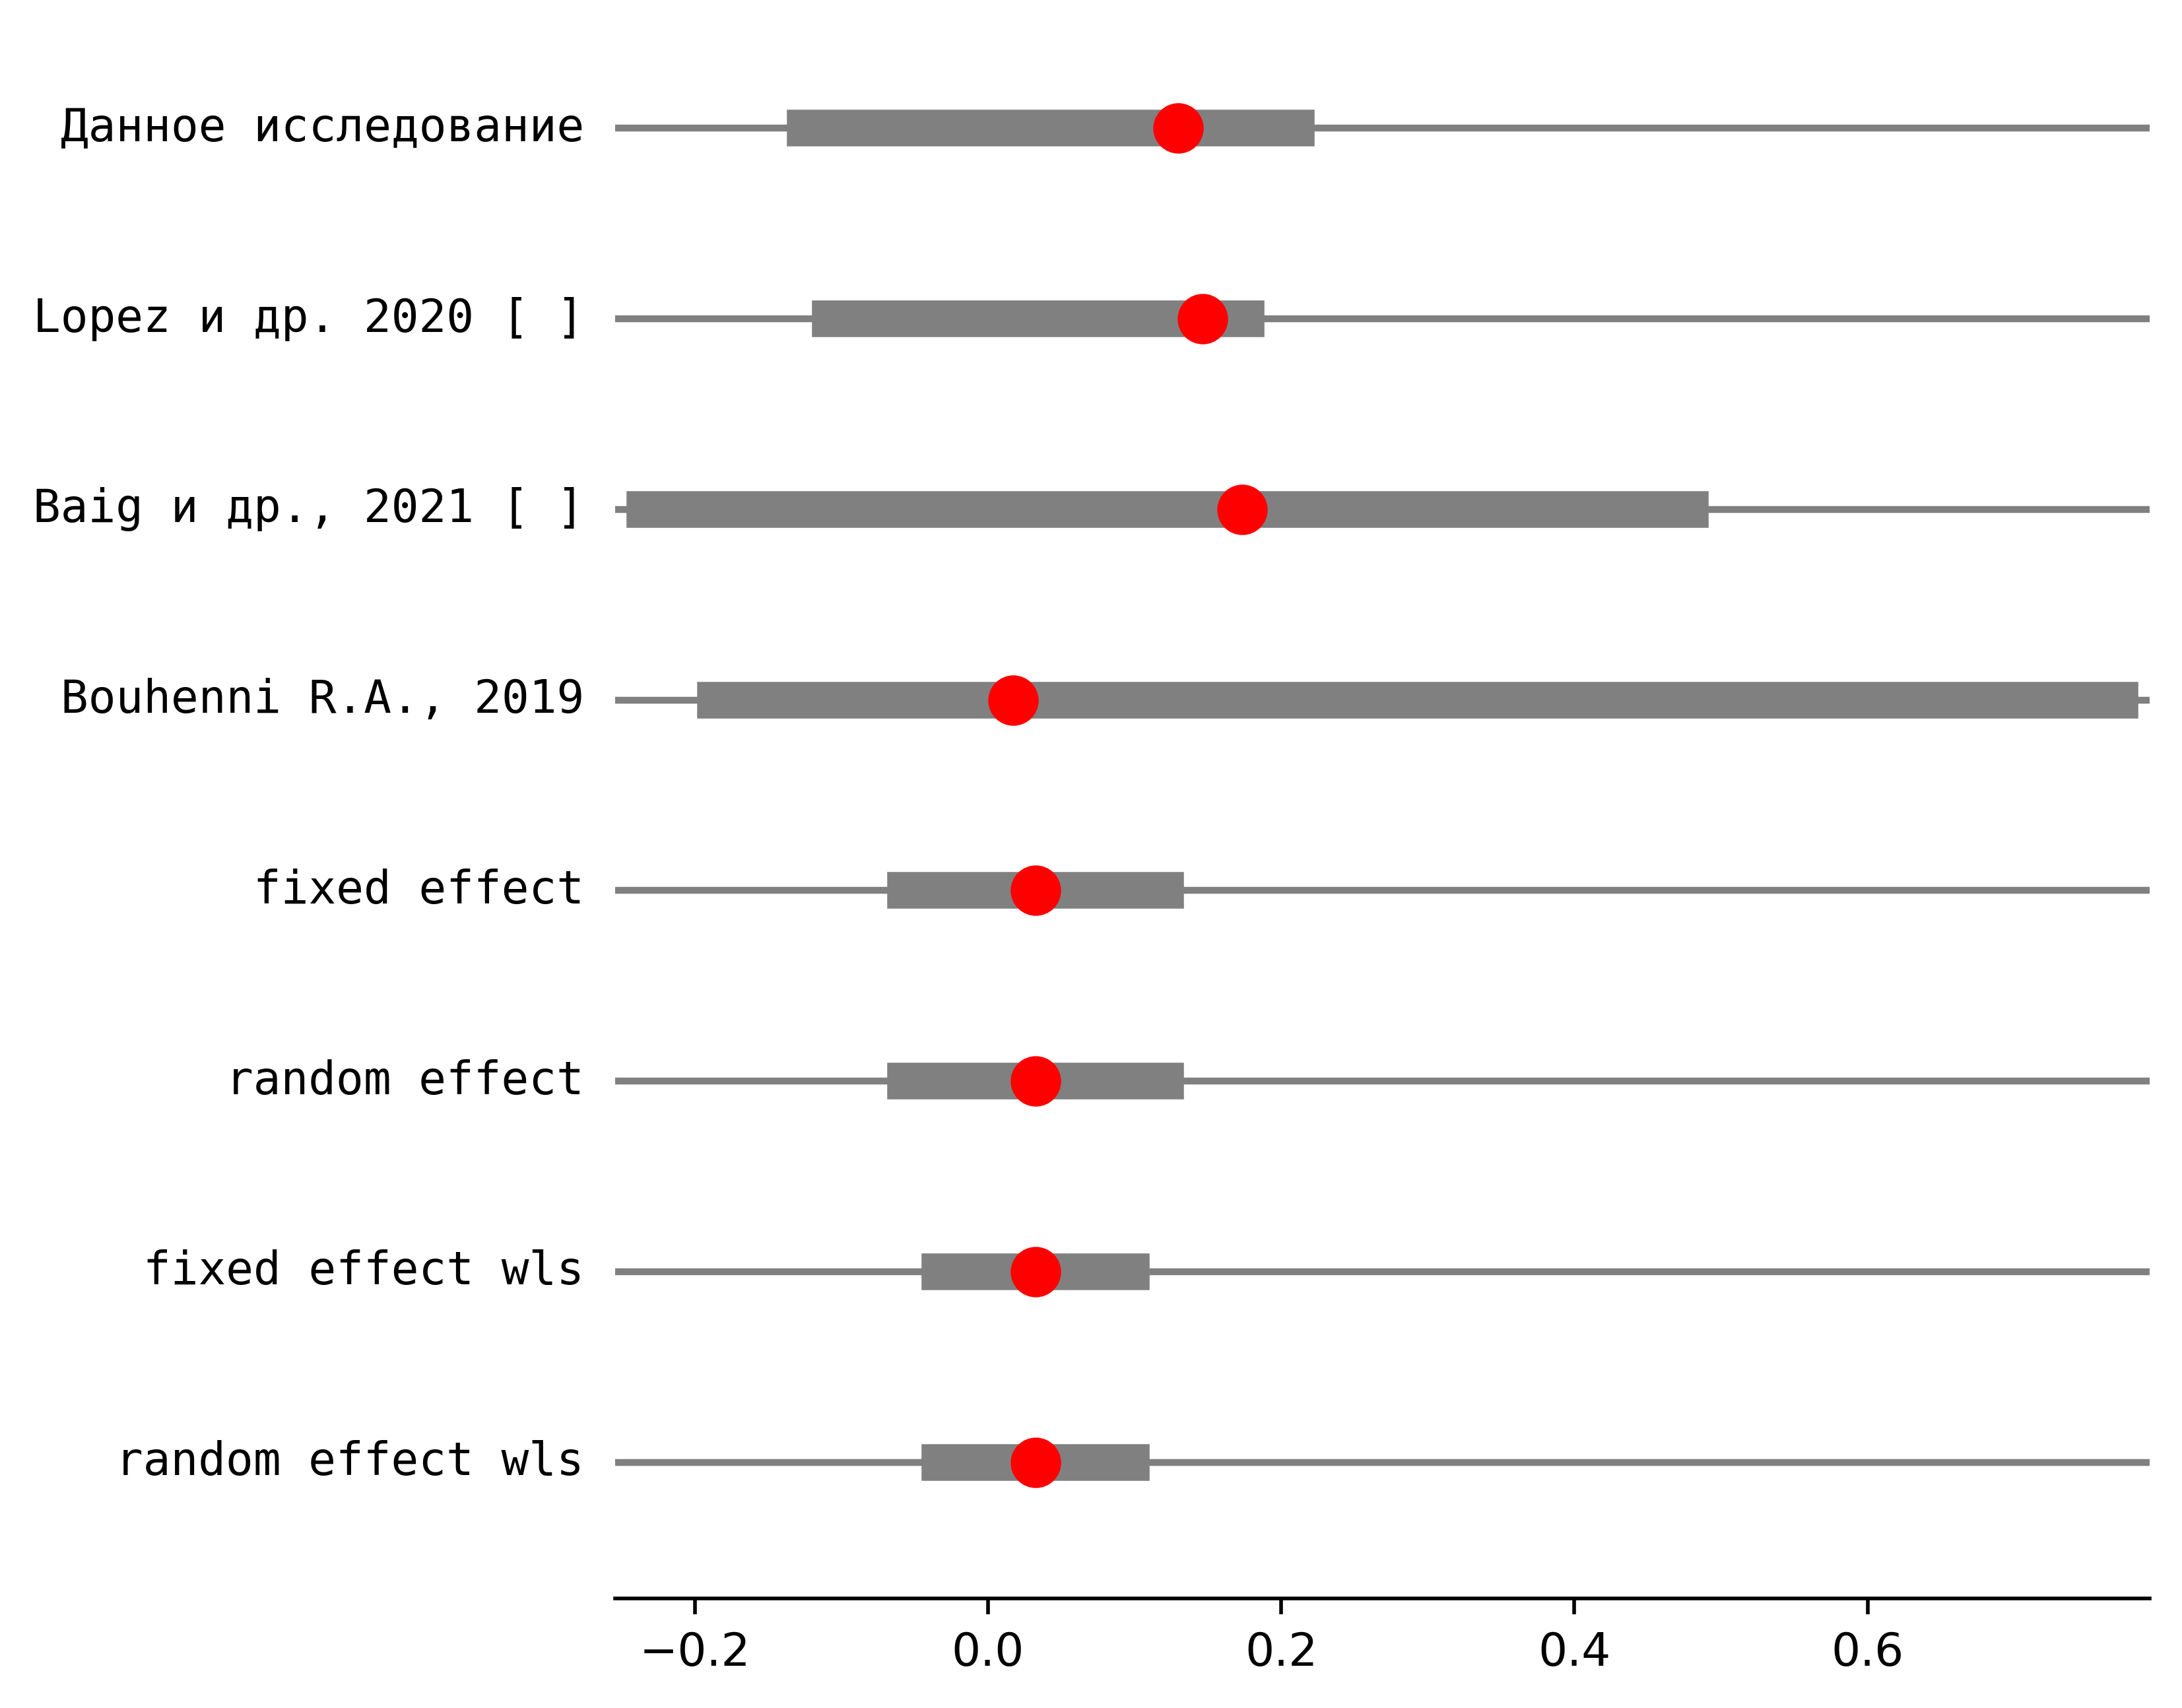 Данное исследование
Lopez и др. 2020 [ ]
Baig и др., 2021 [ ]
Bouhenni R.A., 2019
fixed effect
random effect
fixed effect wls
random effect wls
−0.2 0.0 0.2 0.4 0.6